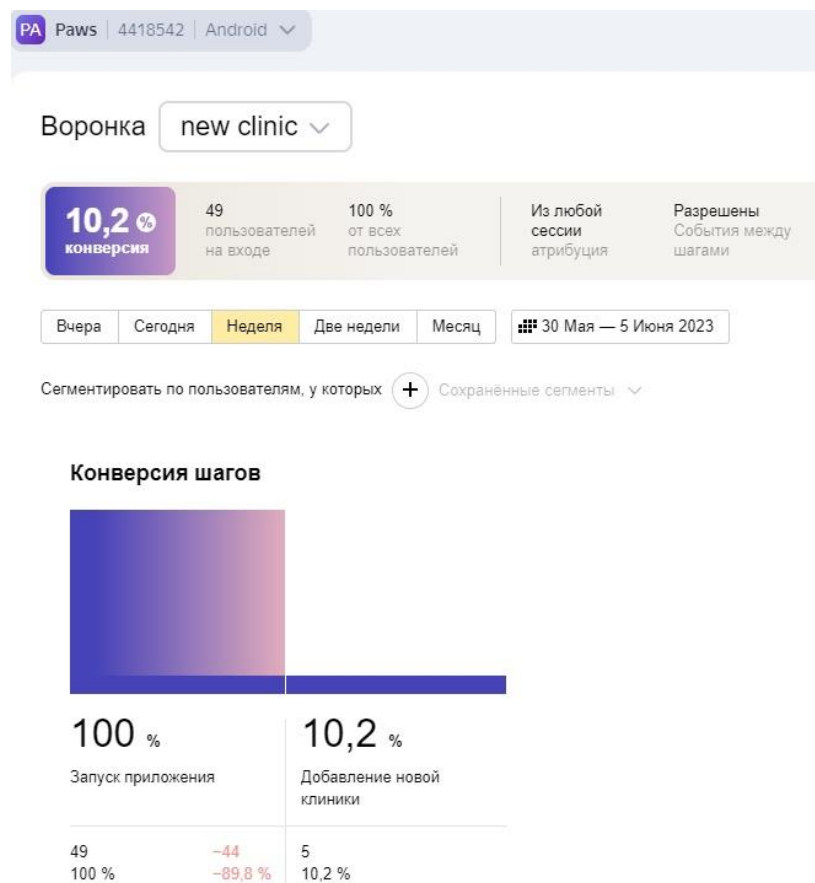 PA Paws | 4418542 | Android
Воронка new clinic
10,2 %
конверсия
49
пользователей
на входе
100 %
от всех
пользователей
Из любой
сессии
атрибуция
Разрешены
События между
шагами
Вчера Сегодня Неделя Две недели Месяц 30 Мая — 5 Июня 2023
Сегментировать по пользователям, у которых + Сохранённые сегменты
Конверсия шагов
100 %
Запуск приложения
10,2 %
Добавление новой
клиники
49 −44 5
100 % −89,8 % 10,2 %